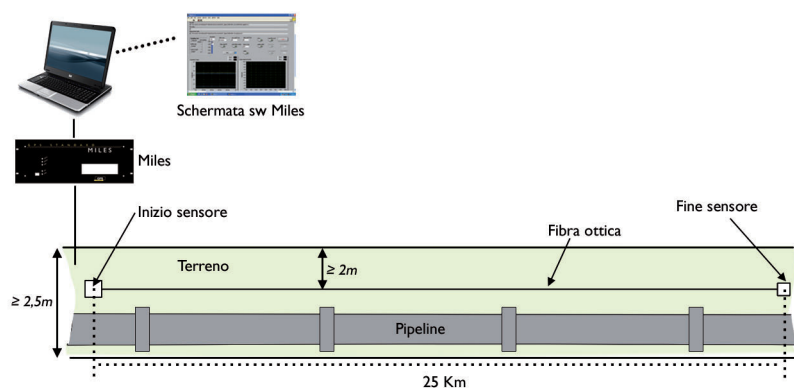 Schermata sw Miles
MILES
Miles
Inizio sensore
Fine sensore
Fibra ottica
Terreno
≥ 2m
≥ 2,5m
Pipeline
25 Km